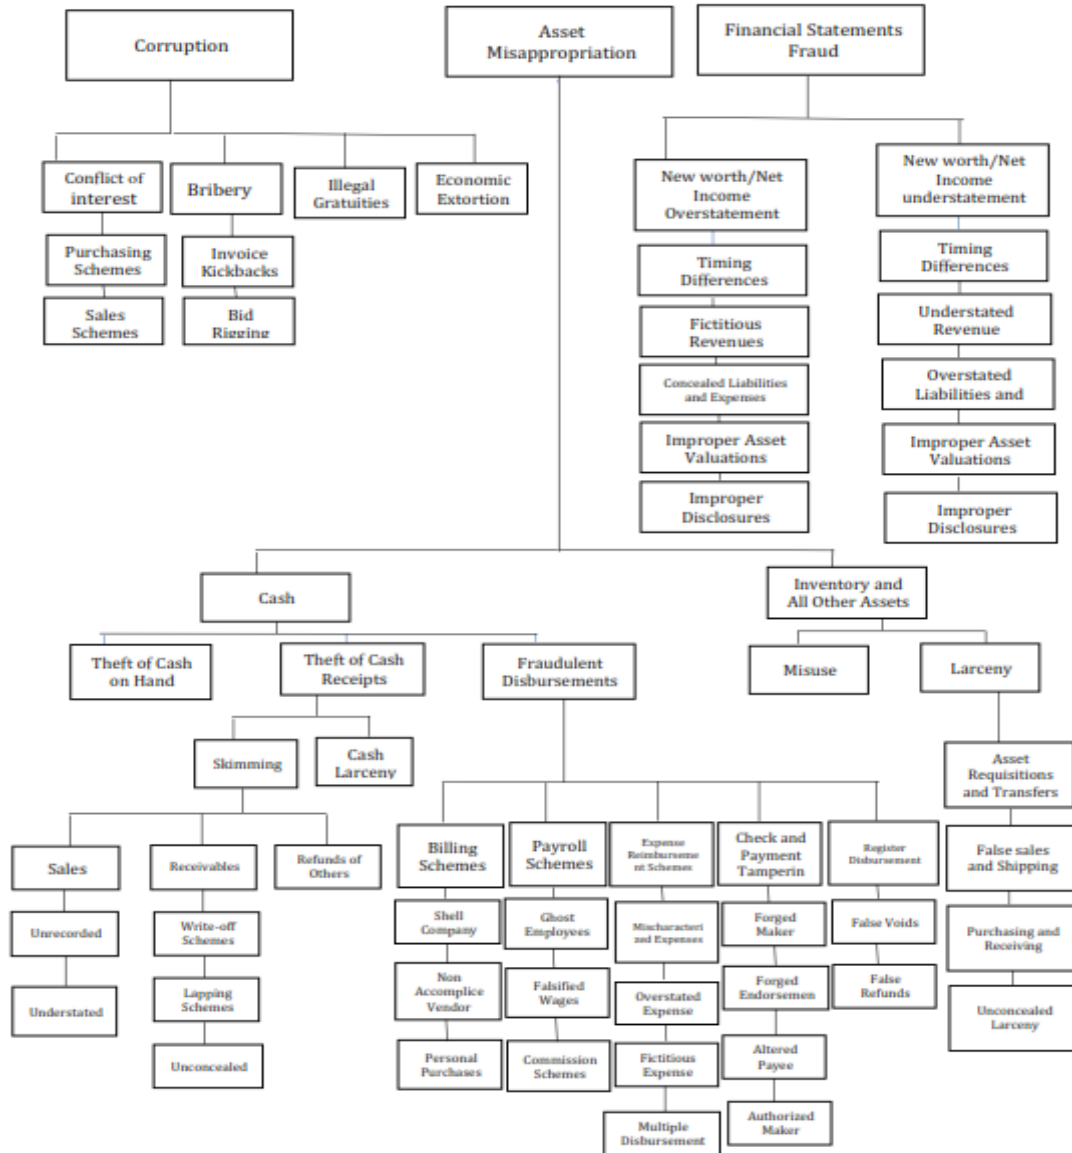 Corruption
Asset
Misappropriation
Financial Statements
Fraud
Conflict of
interest
Bribery
Illegal
Gratuities
Economic
Extortion
New worth/Net
Income
Overstatement
New worth/Net
Income
understatement
Purchasing
Schemes
Invoice
Kickbacks
Timing
Differences
Timing
Differences
Sales
Schemes
Bid
Rigging
Fictitious
Revenues
Understated
Revenue
Concealed Liabilities
and Expenses
Overstated
Liabilities and
Improper Asset
Valuations
Improper Asset
Valuations
Improper
Disclosures
Improper
Disclosures
Cash
Inventory and
All Other Assets
Theft of Cash
on Hand
Theft of Cash
Receipts
Fraudulent
Disbursements
Misuse
Larceny
Skimming
Cash
Larceny
Asset
Requisitions
and Transfers
Sales
Receivables
Refunds of
Others
Billing
Schemes
Payroll
Schemes
Expense
Reimburseme
nt Schemes
Check and
Payment
Tamperin
Register
Disbursement
False sales
and Shipping
Unrecorded
Write-off
Schemes
Shell
Company
Ghost
Employees
Mischaracteri
zed Expenses
Forged
Maker
False Voids
Purchasing and
Receiving
Understated
Lapping
Schemes
Non
Accomplice
Vendor
Falsified
Wages
Overstated
Expense
Forged
Endorsemen
False
Refunds
Unconcealed
Larceny
Unconcealed
Personal
Purchases
Commission
Schemes
Fictitious
Expense
Altered
Payee
Multiple
Disbursement
Authorized
Maker